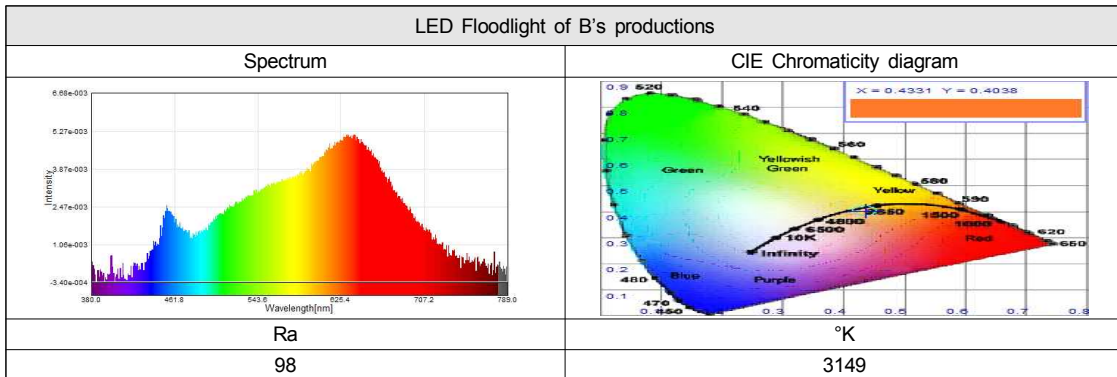 LED Floodlight of B's productions
Spectrum
CIE Chromaticity diagram
6.68e-003
5.27e-003
3.87e-003
2.47e-003
1.06e-003
-3.40e-004
Intensity
380.0 461.8 543.6 625.4 707.2 789.0
Wavelength[nm]
X = 0.4331 Y = 0.4038
0.9 520
540
0.8
560
0.7
Yellowish
Green
Green
0.6
580
Yellow
0.5
590
0.4
4800
1500
6500
1000
620
0.3
10K
Red
650
Infinity
0.2
480
Blue
Purple
0.1
470
450
0.3 0.4 0.5 0.6 0.7 0.8
Ra
°K
98
3149